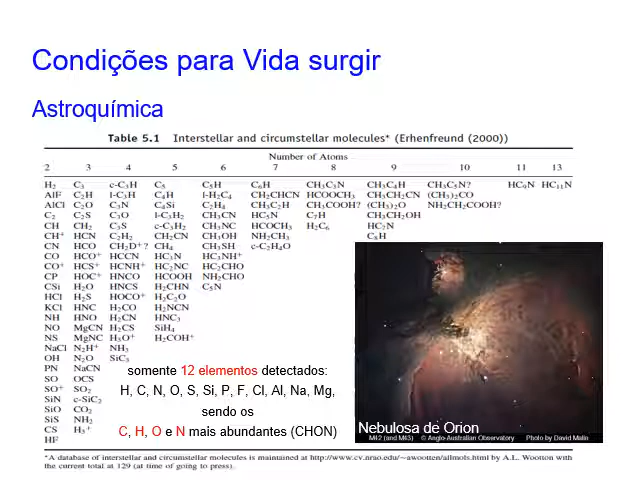 Condições para Vida surgir
Astroquímica
Table 5.1 Interstellar and circumstellar molecules* (Erhenfreund (2000))
Number of Atoms
2 3 4 5 6 7 8 9 10 11 13
H₂ C₃ c-C₃H C₅ C₅H C₆H CH₃C₃N CH₃C₄H CH₃C₅N? HC₉N HC₁₁N
AlF C₂H l-C₃H C₄H l-H₂C₄ CH₂CHCN HCOOCH₃ CH₃CH₂CN (CH₃)₂CO
AlCl C₂O C₃N C₄Si C₂H₄ CH₃C₂H CH₃COOH? (CH₃)₂O NH₂CH₂COOH?
C₂ C₂S C₃O l-C₃H₂ CH₃CN HC₅N C₇H CH₃CH₂OH
CH CH₂ C₃S c-C₃H₂ CH₃NC HCOCH₃ H₂C₆ HC₇N
CH⁺ HCN C₂H₂ CH₂CN CH₃OH NH₂CH₃ C₈H
CN HCO CH₂D⁺? CH₄ CH₃SH c-C₂H₄O
CO HCO⁺ HCCN HC₃N HC₃NH⁺
CO⁺ HCS⁺ HCNH⁺ HC₂NC HC₂CHO
CP HOC⁺ HNCO HCOOH NH₂CHO
CSi H₂O HNCS H₂CHN C₅N
HCl H₂S HOCO⁺ H₂C₂O
KCl HNC H₂CO H₂NCN
NH HNO H₂CN HNC₃
NO MgCN H₂CS SiH₄
NS MgNC H₃O⁺ H₂COH⁺
NaCl N₂H⁺ NH₃
OH N₂O SiC₃
PN NaCN
SO OCS
SO⁺ SO₂
SiN c-SiC₂
SiO CO₂
SiS NH₂
CS H₃⁺
HF
somente 12 elementos detectados:
H, C, N, O, S, Si, P, F, Cl, Al, Na, Mg,
sendo os
C, H, O e N mais abundantes (CHON)
Nebulosa de Orion
M42 (and M43) © Anglo-Australian Observatory Photo by David Malin
*A database of interstellar and circumstellar molecules is maintained at http://www.cv.nrao.edu/~awootten/allmols.html by A.L. Wootton with
the current total at 129 (at time of going to press).